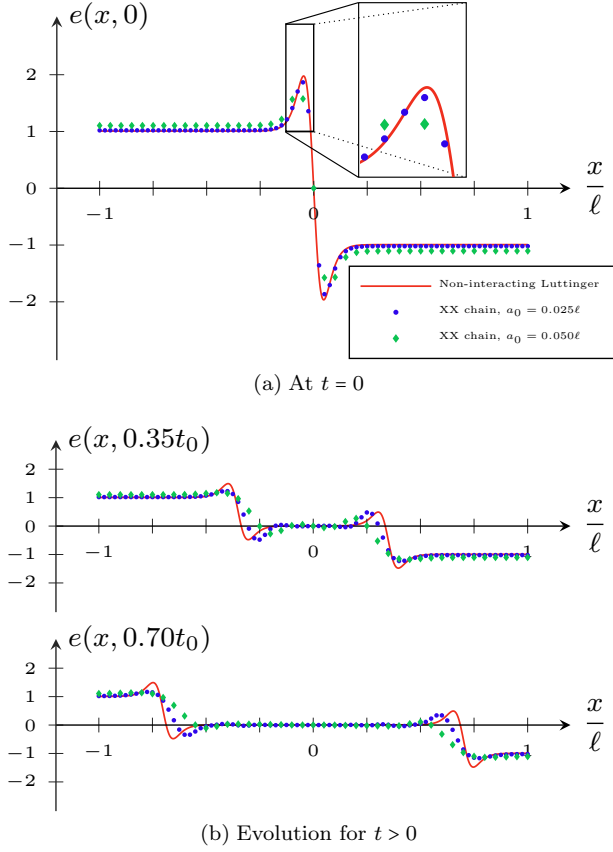 e(x, 0)
2
1
0
−1
−2
−1
0
1
x/ℓ
Non-interacting Luttinger
XX chain, a₀ = 0.025ℓ
XX chain, a₀ = 0.050ℓ
(a) At t = 0
e(x, 0.35t₀)
2
1
0
−1
−2
−1
0
1
x/ℓ
e(x, 0.70t₀)
2
1
0
−1
−2
−1
0
1
x/ℓ
(b) Evolution for t > 0